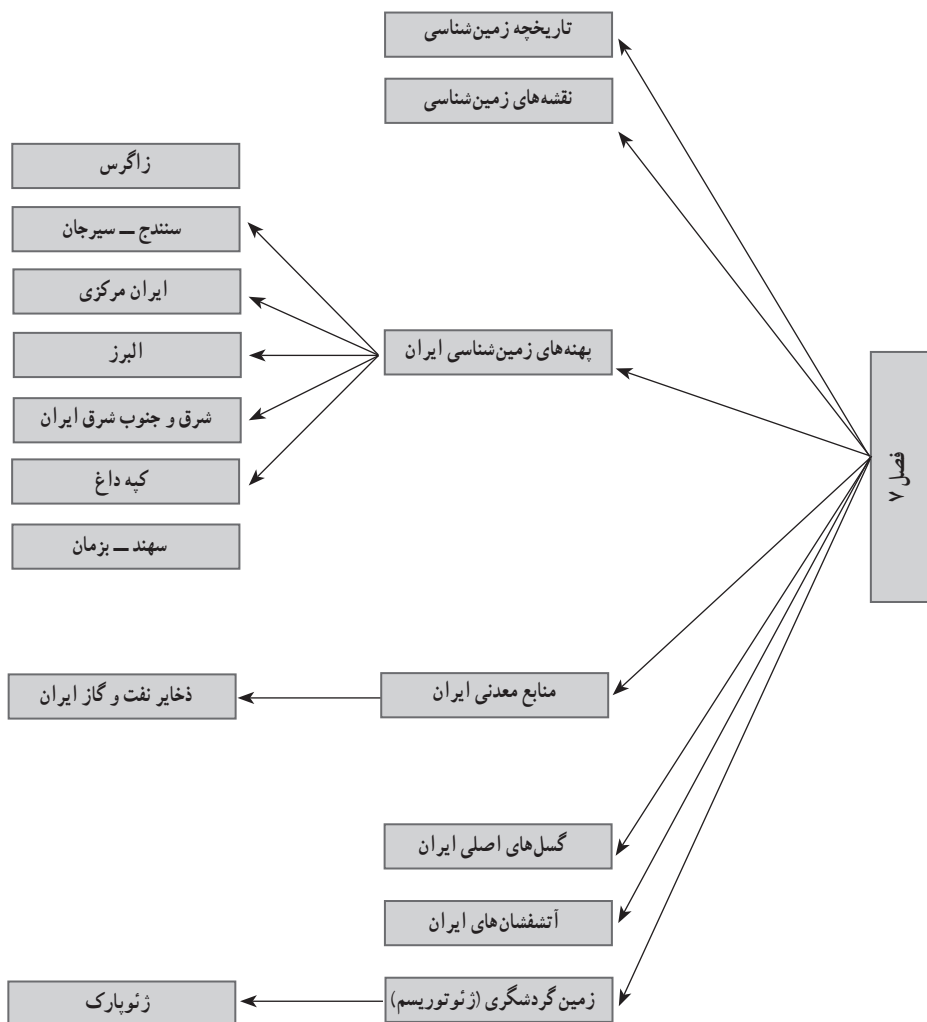 فصل ۷
تاریخچه زمین‌شناسی
نقشه‌های زمین‌شناسی
پهنه‌های زمین‌شناسی ایران
زاگرس
سنندج ــ سیرجان
ایران مرکزی
البرز
شرق و جنوب شرق ایران
کپه داغ
سهند ــ بزمان
منابع معدنی ایران
ذخایر نفت و گاز ایران
گسل‌های اصلی ایران
آتشفشان‌های ایران
زمین گردشگری (ژئوتوریسم)
ژئوپارک